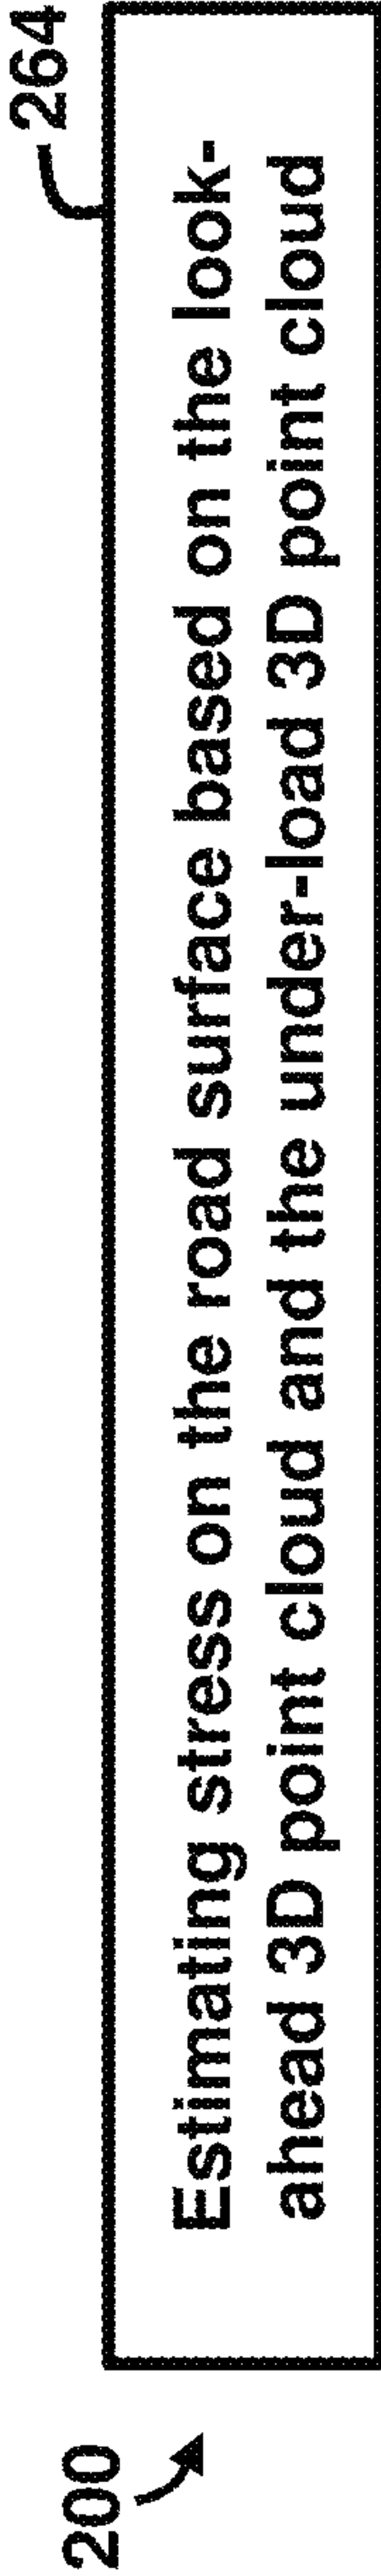 200
264
Estimating stress on the road surface based on the look-
ahead 3D point cloud and the under-load 3D point cloud